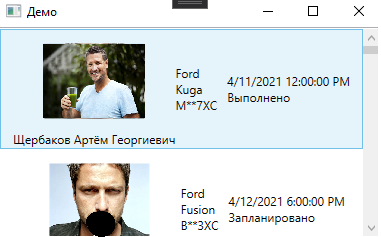 Демо
Ford
Kuga
M**7XC
4/11/2021 12:00:00 PM
Выполнено
Щербаков Артём Георгиевич
Ford
Fusion
B**3XC
4/12/2021 6:00:00 PM
Запланировано